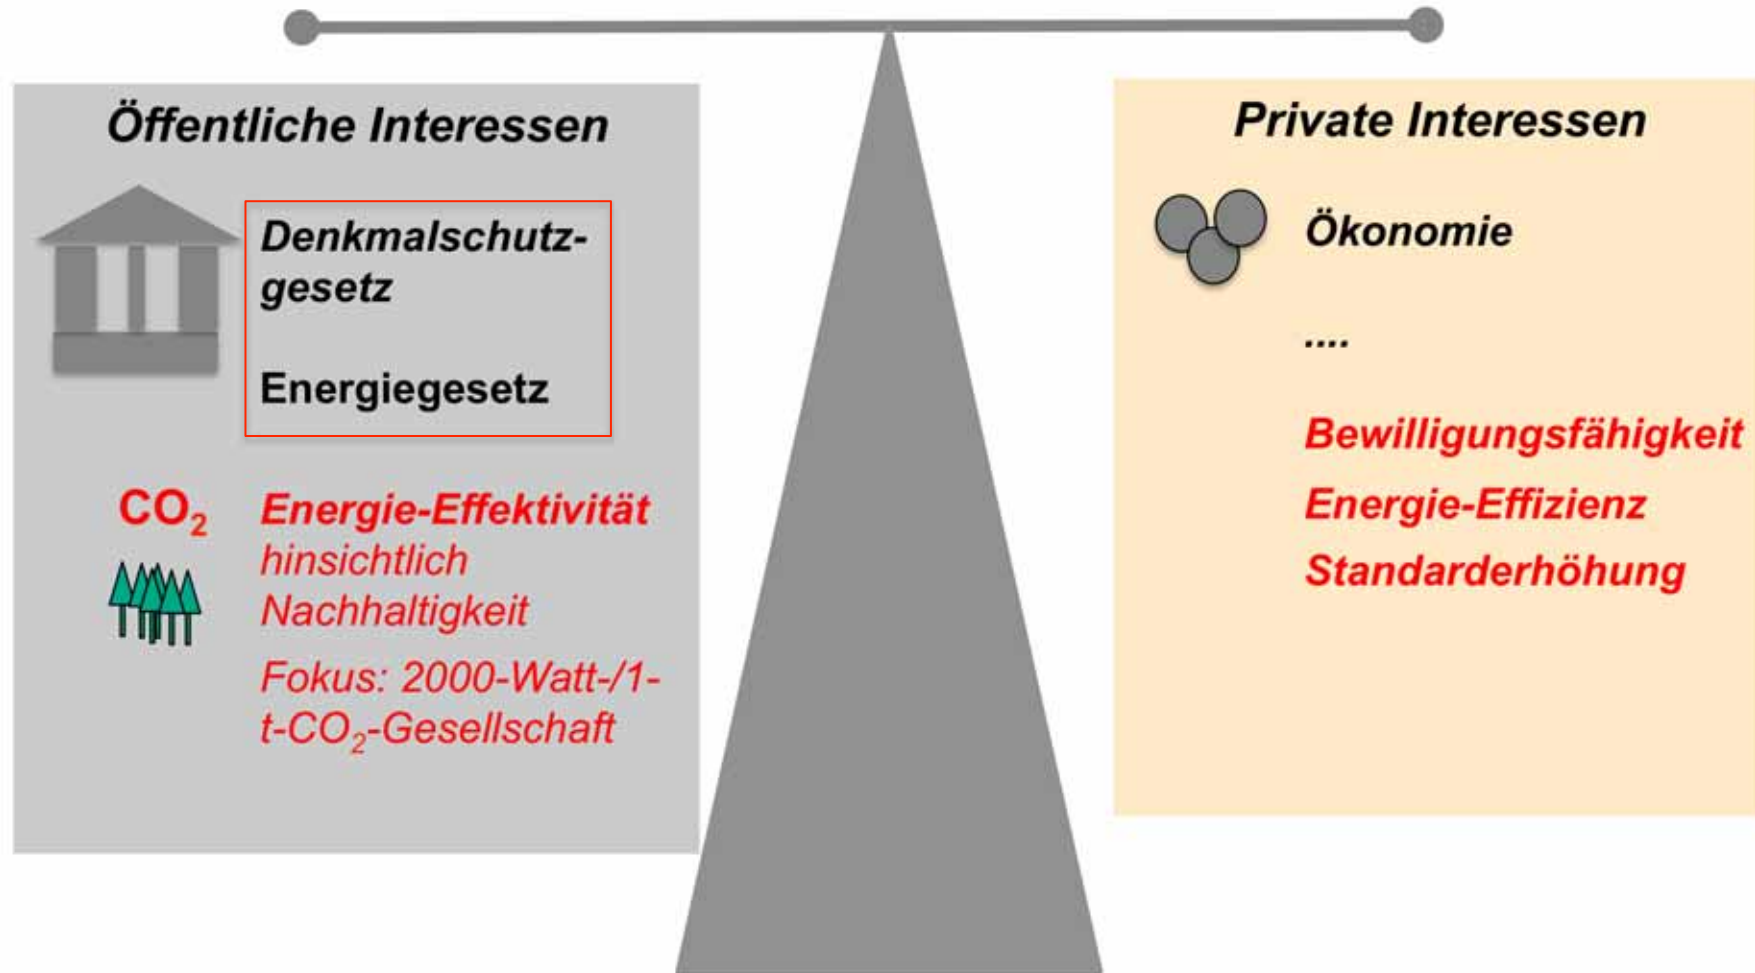 Öffentliche Interessen
Denkmalschutz-
gesetz
Energiegesetz
CO₂
Energie-Effektivität
hinsichtlich
Nachhaltigkeit
Fokus: 2000-Watt-/1-
t-CO₂-Gesellschaft
Private Interessen
Ökonomie
....
Bewilligungsfähigkeit
Energie-Effizienz
Standarderhöhung